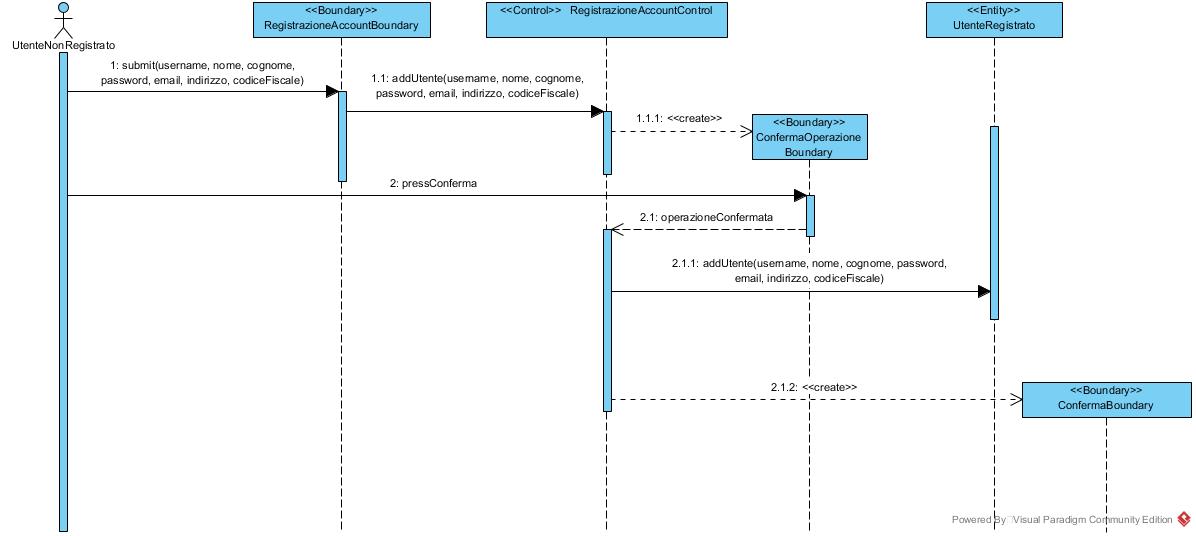 <<Boundary>>
RegistrazioneAccountBoundary
<<Control>> RegistrazioneAccountControl
<<Entity>>
UtenteRegistrato
UtenteNonRegistrato
1: submit(username, nome, cognome,
password, email, indirizzo, codiceFiscale)
1.1: addUtente(username, nome, cognome,
password, email, indirizzo, codiceFiscale)
1.1.1: <<create>>
<<Boundary>>
ConfermaOperazione
Boundary
2: pressConferma
2.1: operazioneConfermata
2.1.1: addUtente(username, nome, cognome, password,
email, indirizzo, codiceFiscale)
2.1.2: <<create>>
<<Boundary>>
ConfermaBoundary
Powered By Visual Paradigm Community Edition